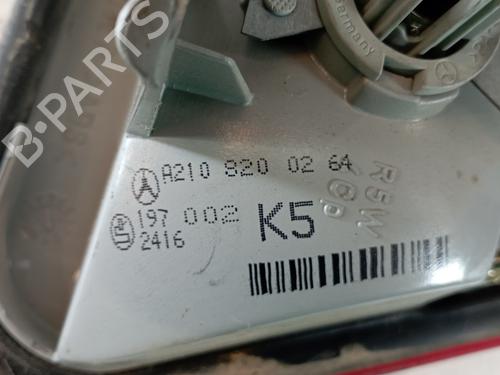 Germany
A210 820 02 64
R5W
197 002
2416
K5
B-PARTS